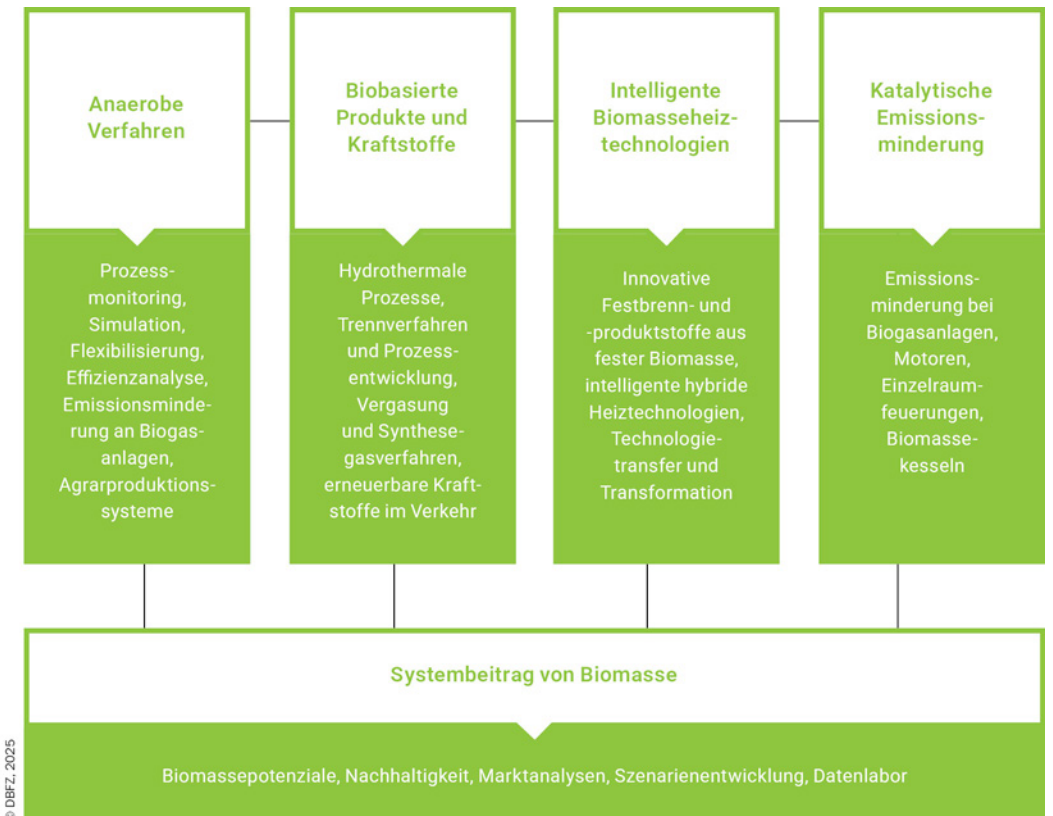 Anaerobe
Verfahren
Biobasierte
Produkte und
Kraftstoffe
Intelligente
Biomasseheiz-
technologien
Katalytische
Emissions-
minderung
Prozess-
monitoring,
Simulation,
Flexibilisierung,
Effizienzanalyse,
Emissionsminde-
rung an Biogas-
anlagen,
Agrarproduktions-
systeme
Hydrothermale
Prozesse,
Trennverfahren
und Prozess-
entwicklung,
Vergasung
und Synthese-
gasverfahren,
erneuerbare Kraft-
stoffe im Verkehr
Innovative
Festbrenn- und
-produktstoffe aus
fester Biomasse,
intelligente hybride
Heiztechnologien,
Technologie-
transfer und
Transformation
Emissions-
minderung bei
Biogasanlagen,
Motoren,
Einzelraum-
feuerungen,
Biomasse-
kesseln
Systembeitrag von Biomasse
Biomassepotenziale, Nachhaltigkeit, Marktanalysen, Szenarienentwicklung, Datenlabor
© DBFZ, 2025